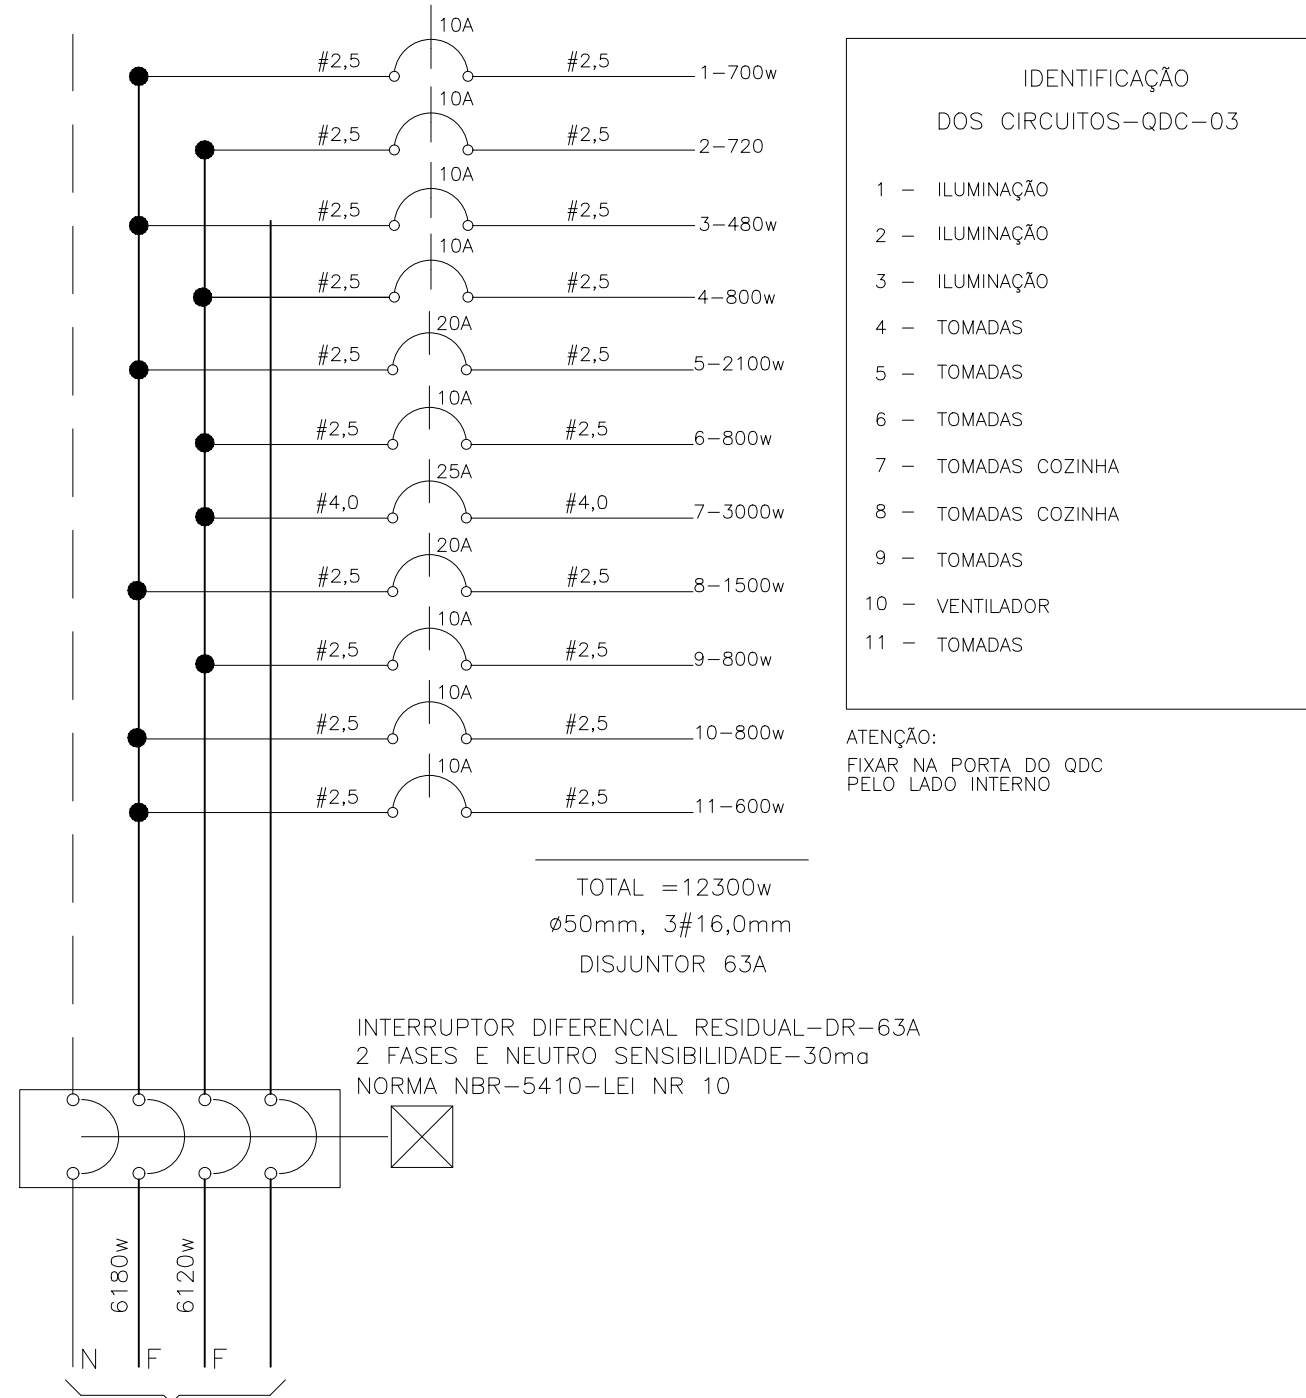 10A
#2,5 #2,5 1-700w
10A
#2,5 #2,5 2-720
10A
#2,5 #2,5 3-480w
10A
#2,5 #2,5 4-800w
20A
#2,5 #2,5 5-2100w
10A
#2,5 #2,5 6-800w
25A
#4,0 #4,0 7-3000w
20A
#2,5 #2,5 8-1500w
10A
#2,5 #2,5 9-800w
10A
#2,5 #2,5 10-800w
10A
#2,5 #2,5 11-600w
TOTAL =12300w
ø50mm, 3#16,0mm
DISJUNTOR 63A
INTERRUPTOR DIFERENCIAL RESIDUAL-DR-63A
2 FASES E NEUTRO SENSIBILIDADE-30ma
NORMA NBR-5410-LEI NR 10
6180w
6120w
N F F
IDENTIFICAÇÃO
DOS CIRCUITOS-QDC-03
1 - ILUMINAÇÃO
2 - ILUMINAÇÃO
3 - ILUMINAÇÃO
4 - TOMADAS
5 - TOMADAS
6 - TOMADAS
7 - TOMADAS COZINHA
8 - TOMADAS COZINHA
9 - TOMADAS
10 - VENTILADOR
11 - TOMADAS
ATENÇÃO:
FIXAR NA PORTA DO QDC
PELO LADO INTERNO